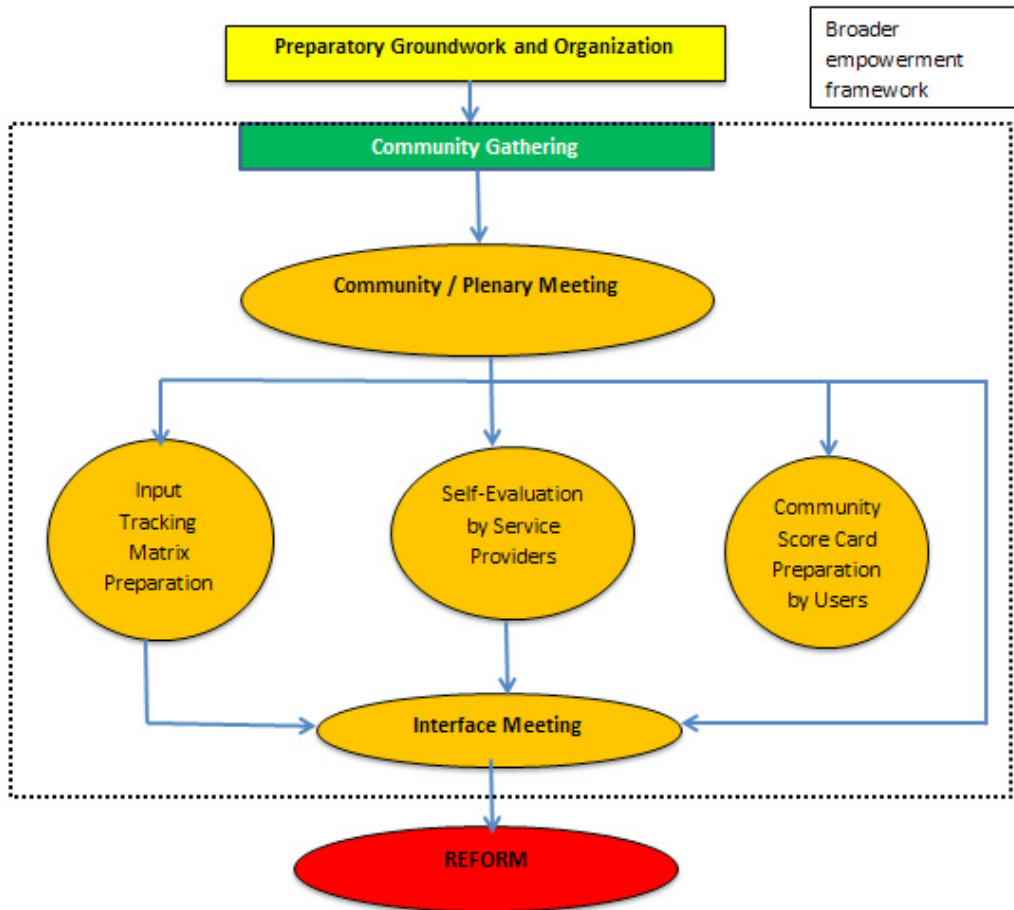 Preparatory Groundwork and Organization
Broader
empowerment
framework
Community Gathering
Community / Plenary Meeting
Input
Tracking
Matrix
Preparation
Self-Evaluation
by Service
Providers
Community
Score Card
Preparation
by Users
Interface Meeting
REFORM